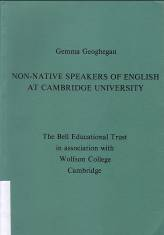 Gemma Geoghegan
NON-NATIVE SPEAKERS OF ENGLISH
AT CAMBRIDGE UNIVERSITY
The Bell Educational Trust
in association with
Wolfson College
Cambridge